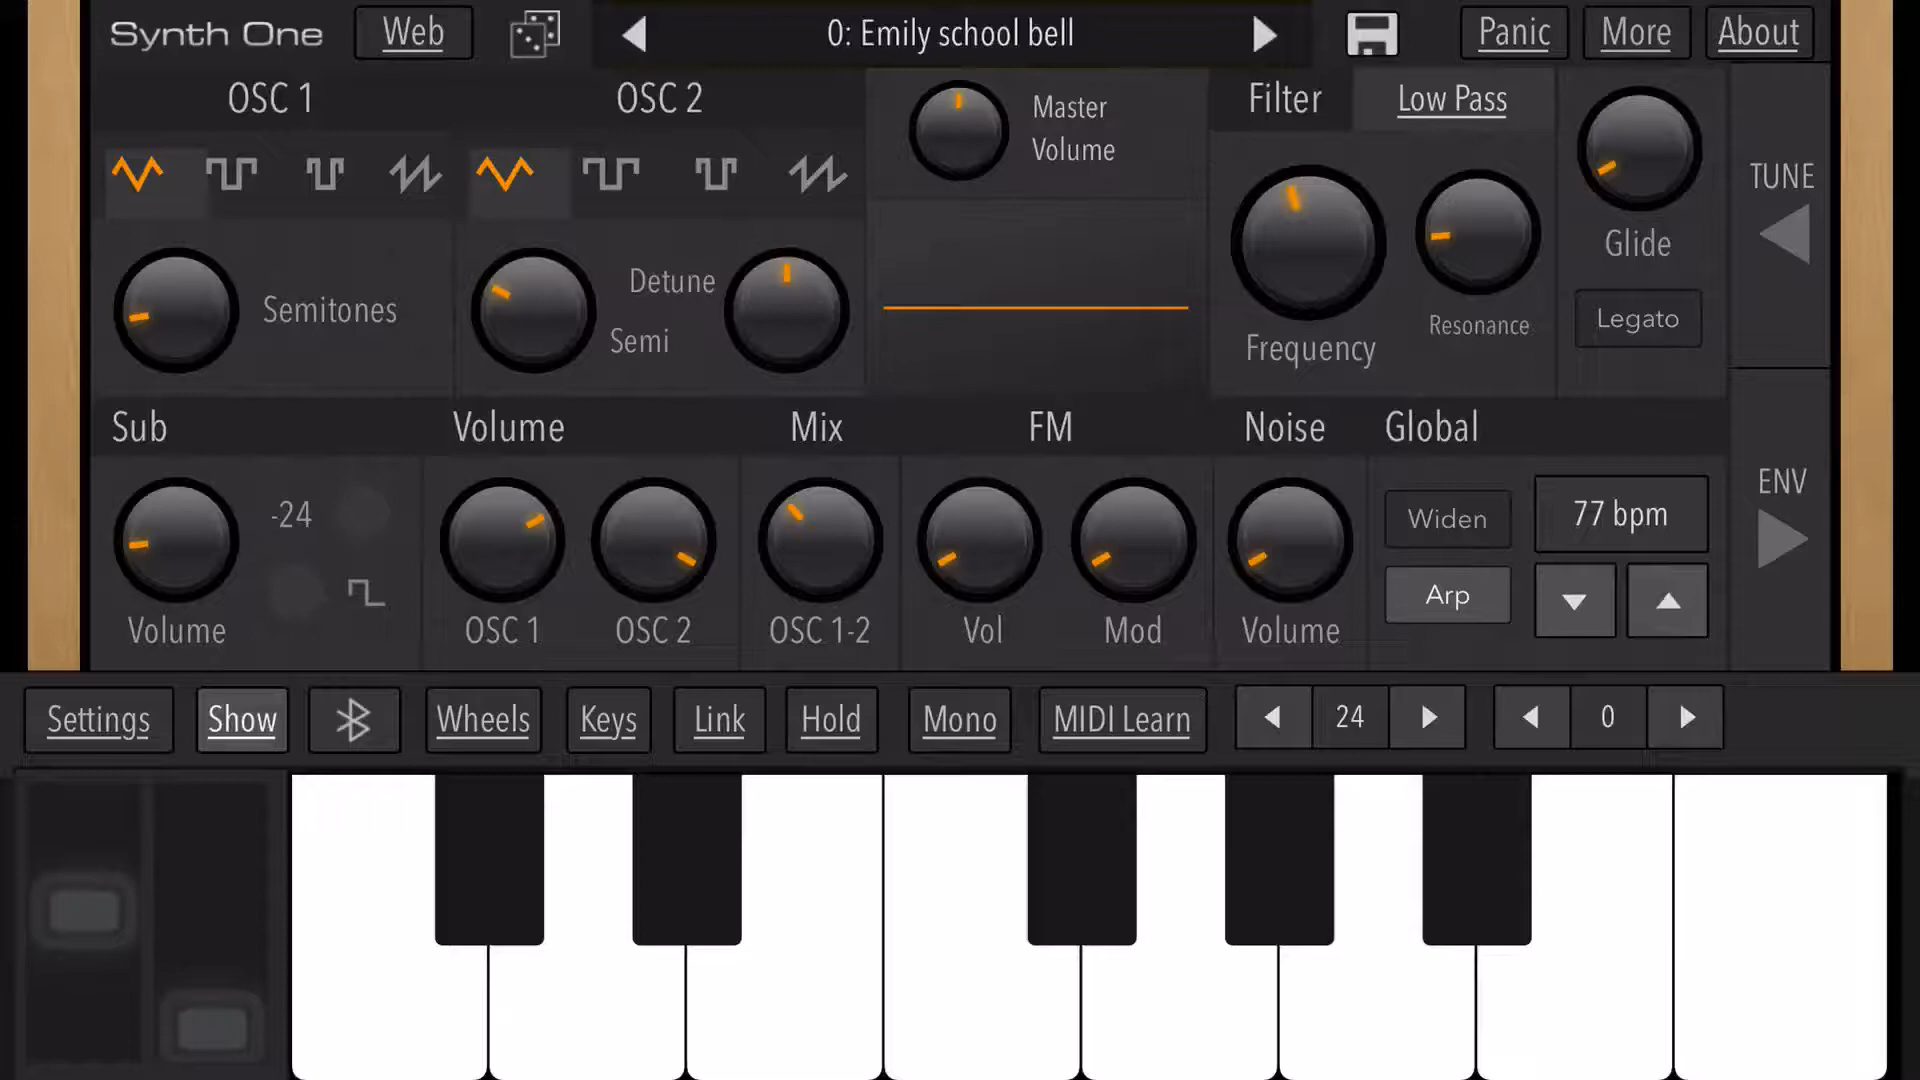 Synth One
Web
0: Emily school bell
Panic
More
About
OSC 1
OSC 2
Master
Volume
Filter
Low Pass
TUNE
Semitones
Detune
Semi
Frequency
Resonance
Glide
Legato
Sub
Volume
Mix
FM
Noise
Global
ENV
-24
Widen
77 bpm
Arp
Volume
OSC 1
OSC 2
OSC 1-2
Vol
Mod
Volume
Settings
Show
Wheels
Keys
Link
Hold
Mono
MIDI Learn
24
0